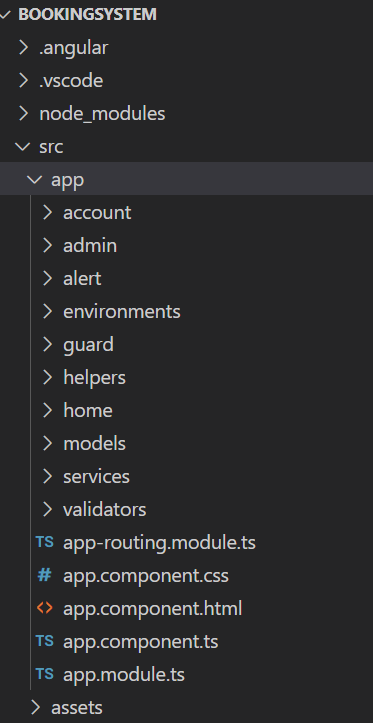 BOOKINGSYSTEM
.angular
.vscode
node_modules
src
app
account
admin
alert
environments
guard
helpers
home
models
services
validators
TS app-routing.module.ts
# app.component.css
<> app.component.html
TS app.component.ts
TS app.module.ts
assets